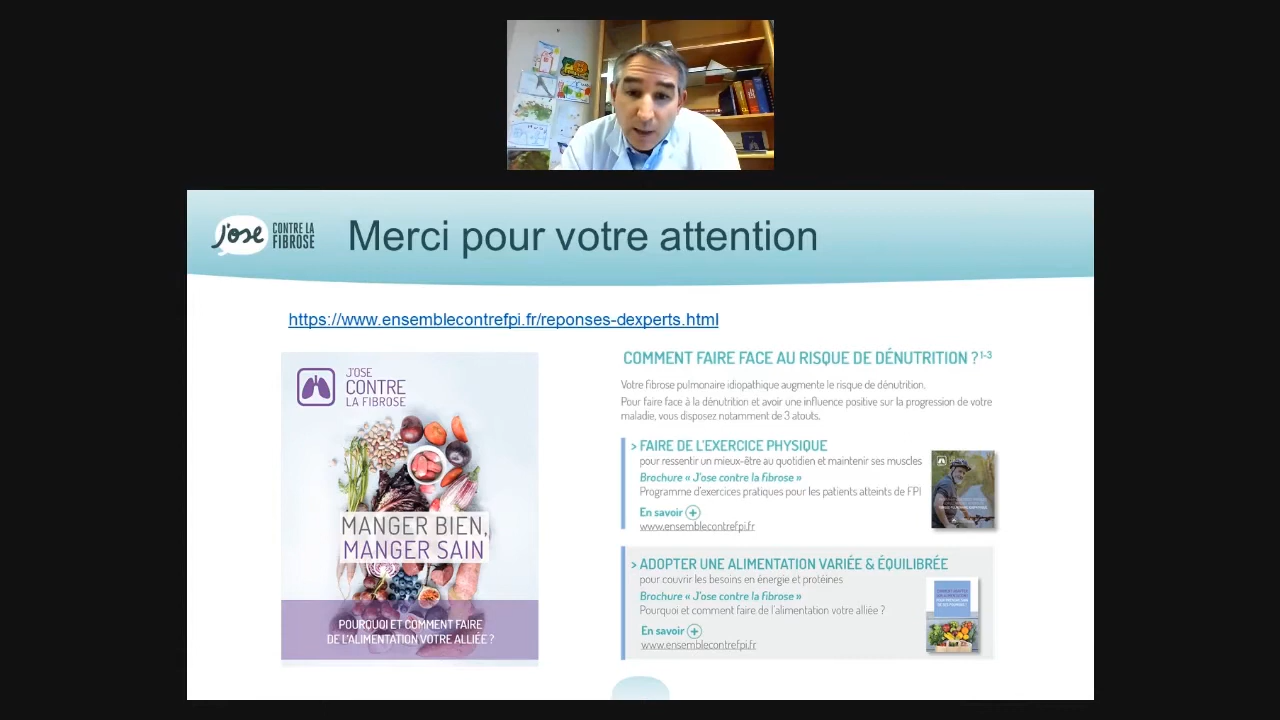 j'ose CONTRE LA
FIBROSE
Merci pour votre attention
https://www.ensemblecontrefpi.fr/reponses-dexperts.html
J'OSE
CONTRE
LA FIBROSE
MANGER BIEN,
MANGER SAIN
POURQUOI ET COMMENT FAIRE
DE L'ALIMENTATION VOTRE ALLIÉE ?
COMMENT FAIRE FACE AU RISQUE DE DÉNUTRITION ?1-3
Votre fibrose pulmonaire idiopathique augmente le risque de dénutrition.
Pour faire face à la dénutrition et avoir une influence positive sur la progression de votre
maladie, vous disposez notamment de 3 atouts.
> FAIRE DE L'EXERCICE PHYSIQUE
pour ressentir un mieux-être au quotidien et maintenir ses muscles
Brochure « J'ose contre la fibrose »
Programme d'exercices pratiques pour les patients atteints de FPI
En savoir +
www.ensemblecontrefpi.fr
> ADOPTER UNE ALIMENTATION VARIÉE & ÉQUILIBRÉE
pour couvrir les besoins en énergie et protéines
Brochure « J'ose contre la fibrose »
Pourquoi et comment faire de l'alimentation votre alliée ?
En savoir +
www.ensemblecontrefpi.fr